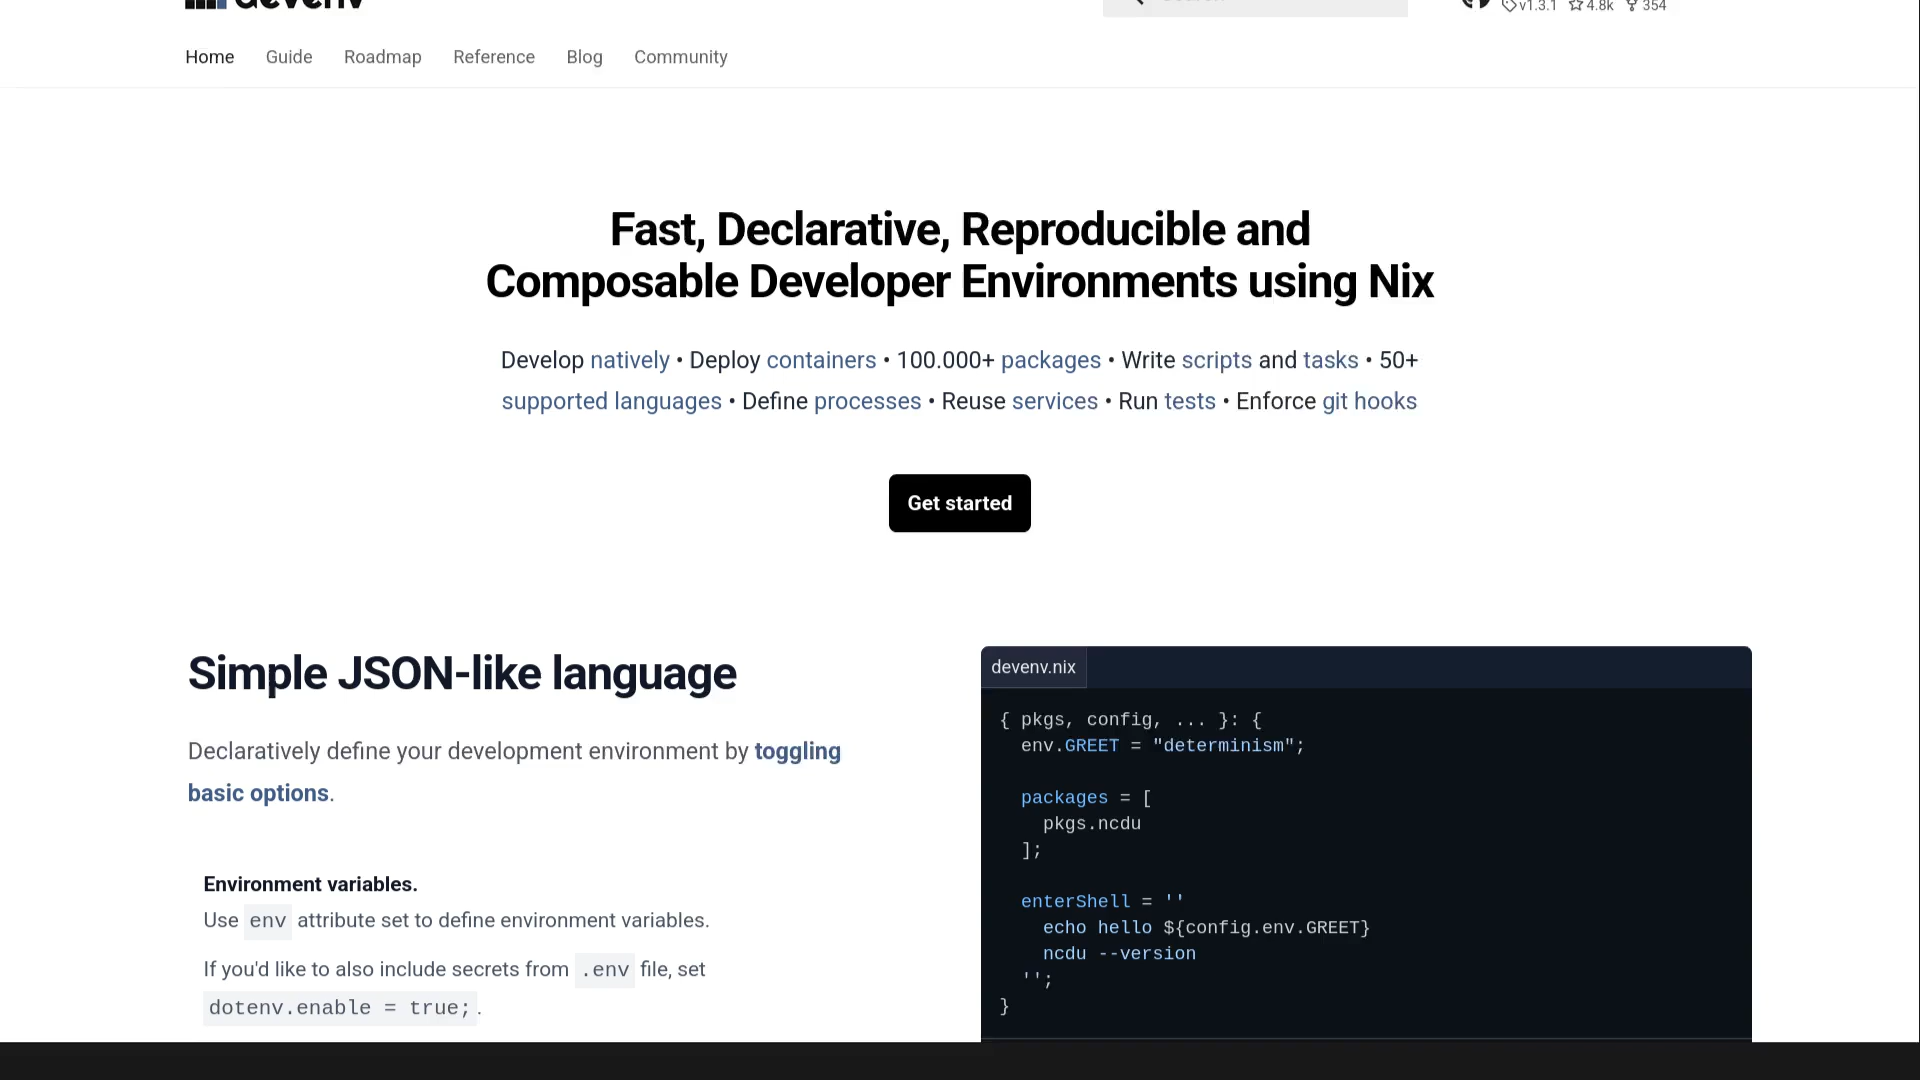 devenv
v1.3.1 4.8k 354
Home Guide Roadmap Reference Blog Community
Fast, Declarative, Reproducible and
Composable Developer Environments using Nix
Develop natively • Deploy containers • 100.000+ packages • Write scripts and tasks • 50+
supported languages • Define processes • Reuse services • Run tests • Enforce git hooks
Get started
Simple JSON-like language
Declaratively define your development environment by toggling
basic options.
Environment variables.
Use env attribute set to define environment variables.
If you'd like to also include secrets from .env file, set
dotenv.enable = true;.
devenv.nix
{ pkgs, config, ... }: {
  env.GREET = "determinism";
  packages = [
    pkgs.ncdu
  ];
  enterShell = ''
    echo hello ${config.env.GREET}
    ncdu --version
  '';
}